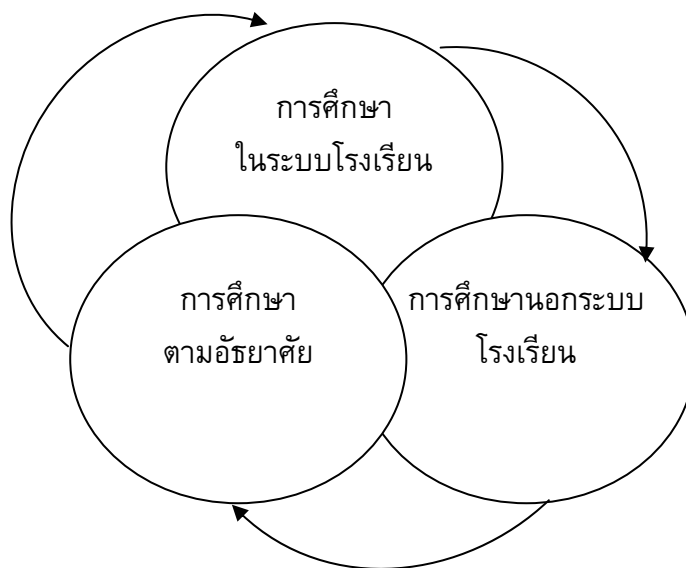 การศึกษา
ในระบบโรงเรียน
การศึกษา
ตามอัธยาศัย
การศึกษานอกระบบ
โรงเรียน